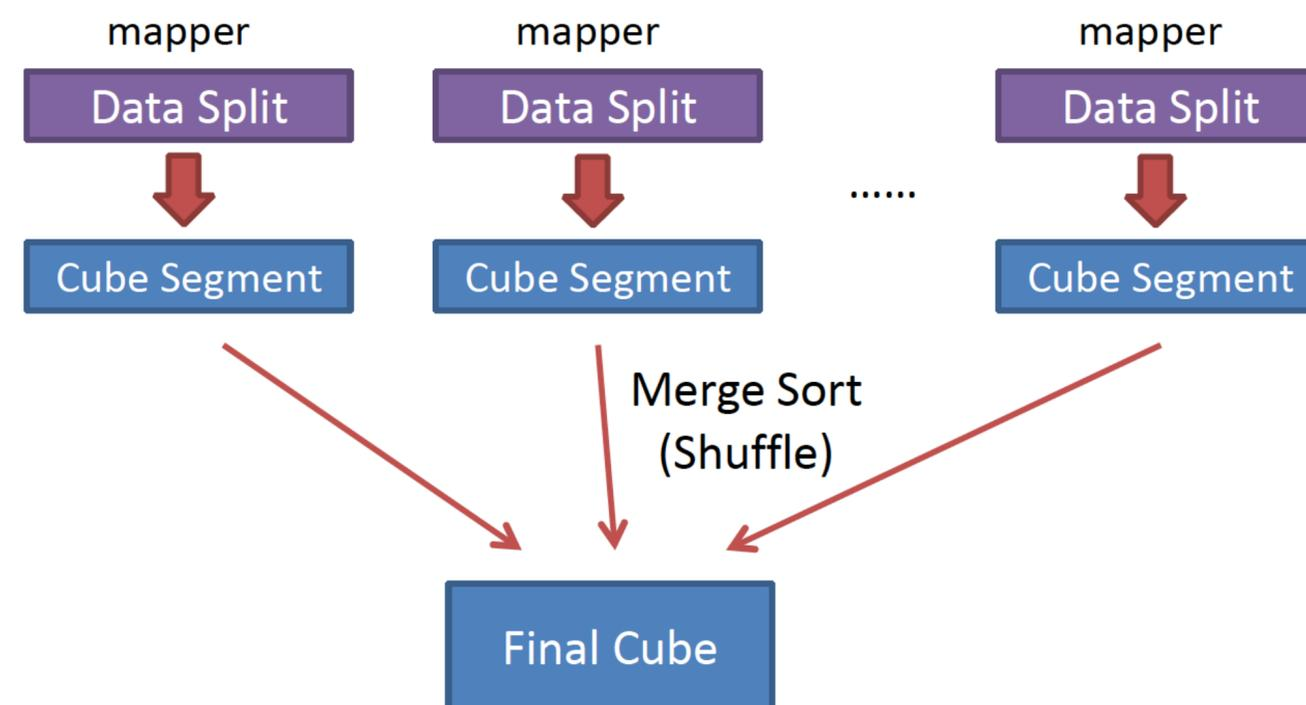 mapper
mapper
mapper
Data Split
Data Split
Data Split
......
Cube Segment
Cube Segment
Cube Segment
Merge Sort
(Shuffle)
Final Cube